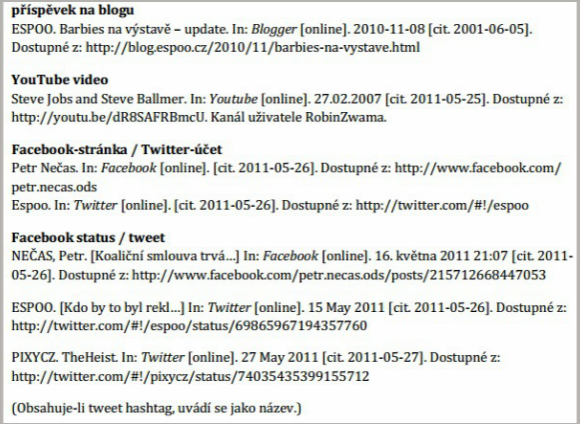 příspěvek na blogu
ESPOO. Barbies na výstavě – update. In: Blogger [online]. 2010-11-08 [cit. 2001-06-05].
Dostupné z: http://blog.espoo.cz/2010/11/barbies-na-vystave.html
YouTube video
Steve Jobs and Steve Ballmer. In: Youtube [online]. 27.02.2007 [cit. 2011-05-25]. Dostupné z:
http://youtu.be/dR8SAFRBmcU. Kanál uživatele RobinZwama.
Facebook-stránka / Twitter-účet
Petr Nečas. In: Facebook [online]. [cit. 2011-05-26]. Dostupné z: http://www.facebook.com/
petr.necas.ods
Espoo. In: Twitter [online]. [cit. 2011-05-26]. Dostupné z: http://twitter.com/#!/espoo
Facebook status / tweet
NEČAS, Petr. [Koaliční smlouva trvá...] In: Facebook [online]. 16. května 2011 21:07 [cit. 2011-
05-26]. Dostupné z: http://www.facebook.com/petr.necas.ods/posts/215712668447053
ESPOO. [Kdo by to byl rekl...] In: Twitter [online]. 15 May 2011 [cit. 2011-05-26]. Dostupné z:
http://twitter.com/#!/espoo/status/69865967194357760
PIXYCZ. TheHeist. In: Twitter [online]. 27 May 2011 [cit. 2011-05-27]. Dostupné z:
http://twitter.com/#!/pixycz/status/74035435399155712
(Obsahuje-li tweet hashtag, uvádí se jako název.)